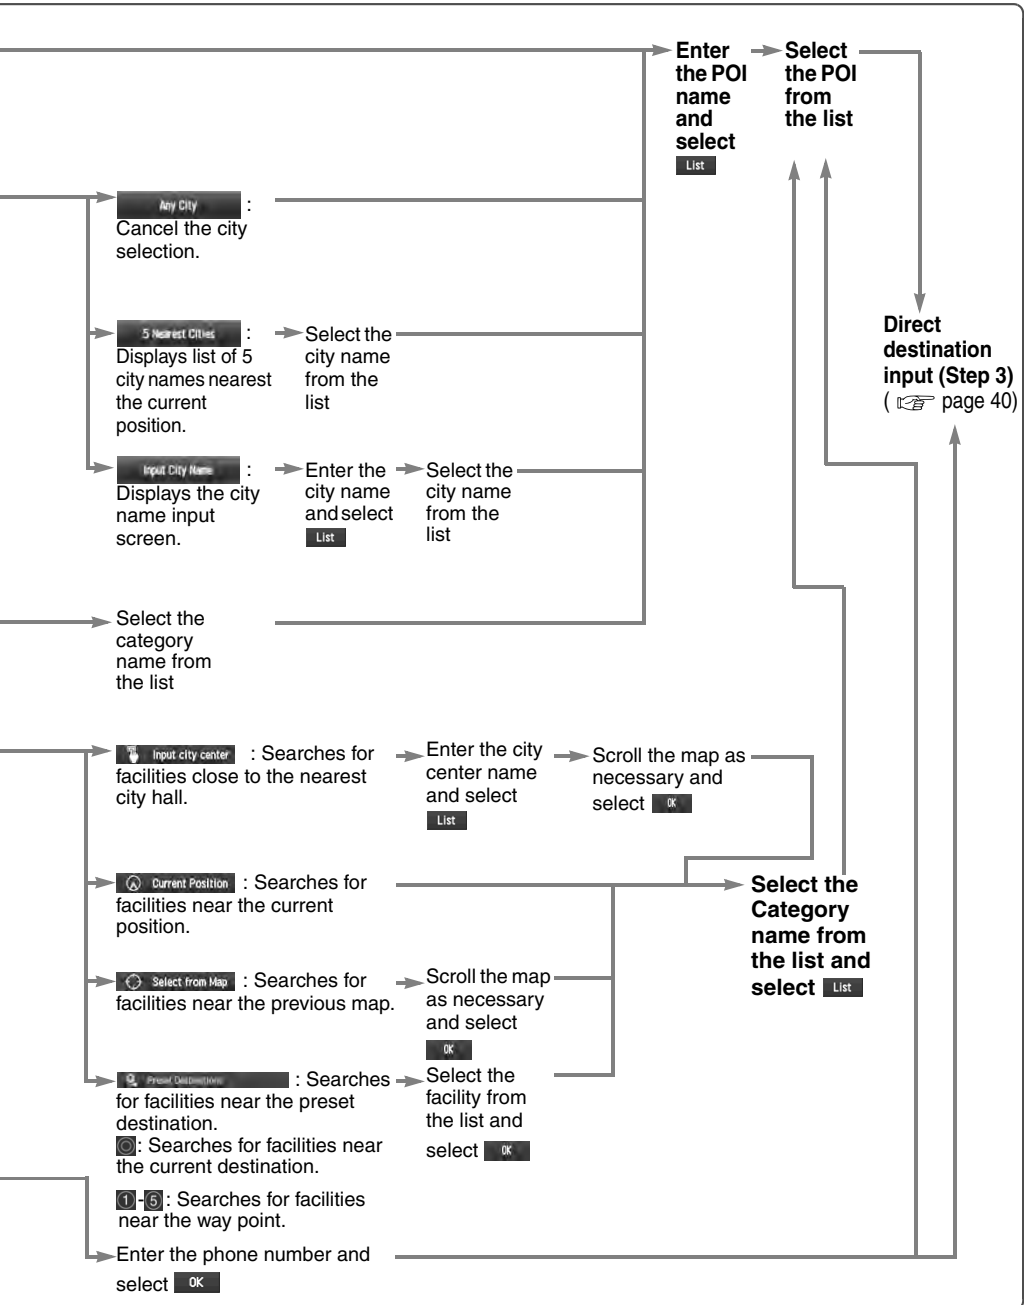 Enter
the POI
name
and
select
List
Select
the POI
from
the list
Any City :
Cancel the city
selection.
5 Nearest Cities :
Displays list of 5
city names nearest
the current
position.
Select the
city name
from the
list
Direct
destination
input (Step 3)
( page 40)
Input City Name :
Displays the city
name input
screen.
Enter the
city name
and select
List
Select the
city name
from the
list
Select the
category
name from
the list
Input city center : Searches for
facilities close to the nearest
city hall.
Enter the city
center name
and select
List
Scroll the map as
necessary and
select OK
Current Position : Searches for
facilities near the current
position.
Select the
Category
name from
the list and
select List
Select from Map : Searches for
facilities near the previous map.
Scroll the map
as necessary
and select
OK
Preset Destinations : Searches
for facilities near the preset
destination.
: Searches for facilities near
the current destination.
1 - 5 : Searches for facilities
near the way point.
Select the
facility from
the list and
select OK
Enter the phone number and
select OK